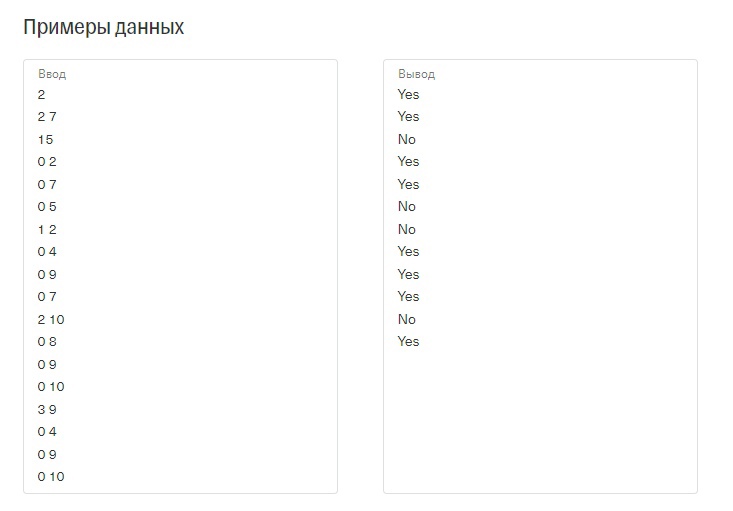 Примеры данных
Ввод
2
2 7
15
0 2
0 7
0 5
1 2
0 4
0 9
0 7
2 10
0 8
0 9
0 10
3 9
0 4
0 9
0 10
Вывод
Yes
Yes
No
Yes
Yes
No
No
Yes
Yes
Yes
No
Yes